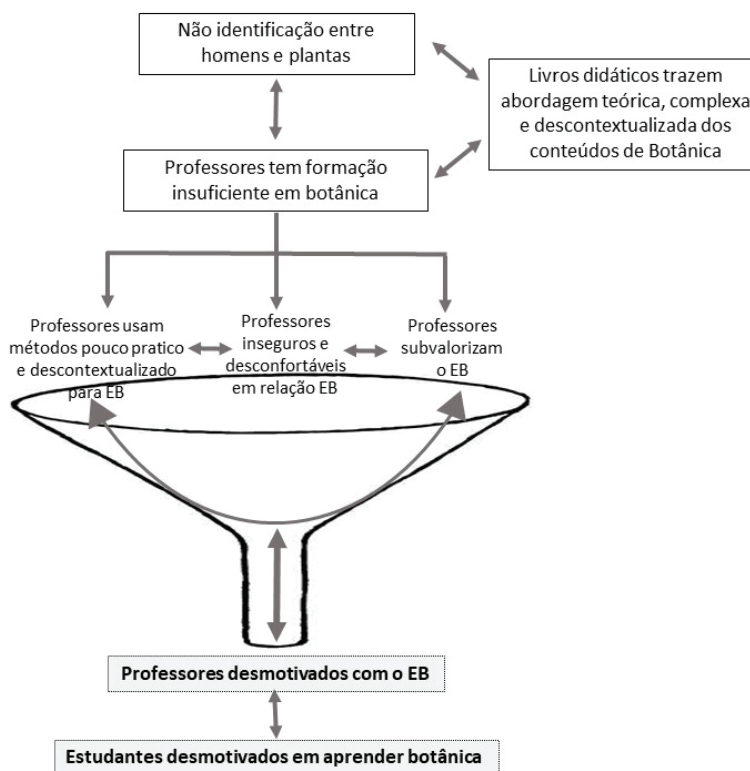 Não identificação entre
homens e plantas
Livros didáticos trazem
abordagem teórica, complexa
e descontextualizada dos
conteúdos de Botânica
Professores tem formação
insuficiente em botânica
Professores usam
métodos pouco pratico
e descontextualizado
para EB
Professores
inseguros e
desconfortáveis
em relação EB
Professores
subvalorizam
o EB
Professores desmotivados com o EB
Estudantes desmotivados em aprender botânica